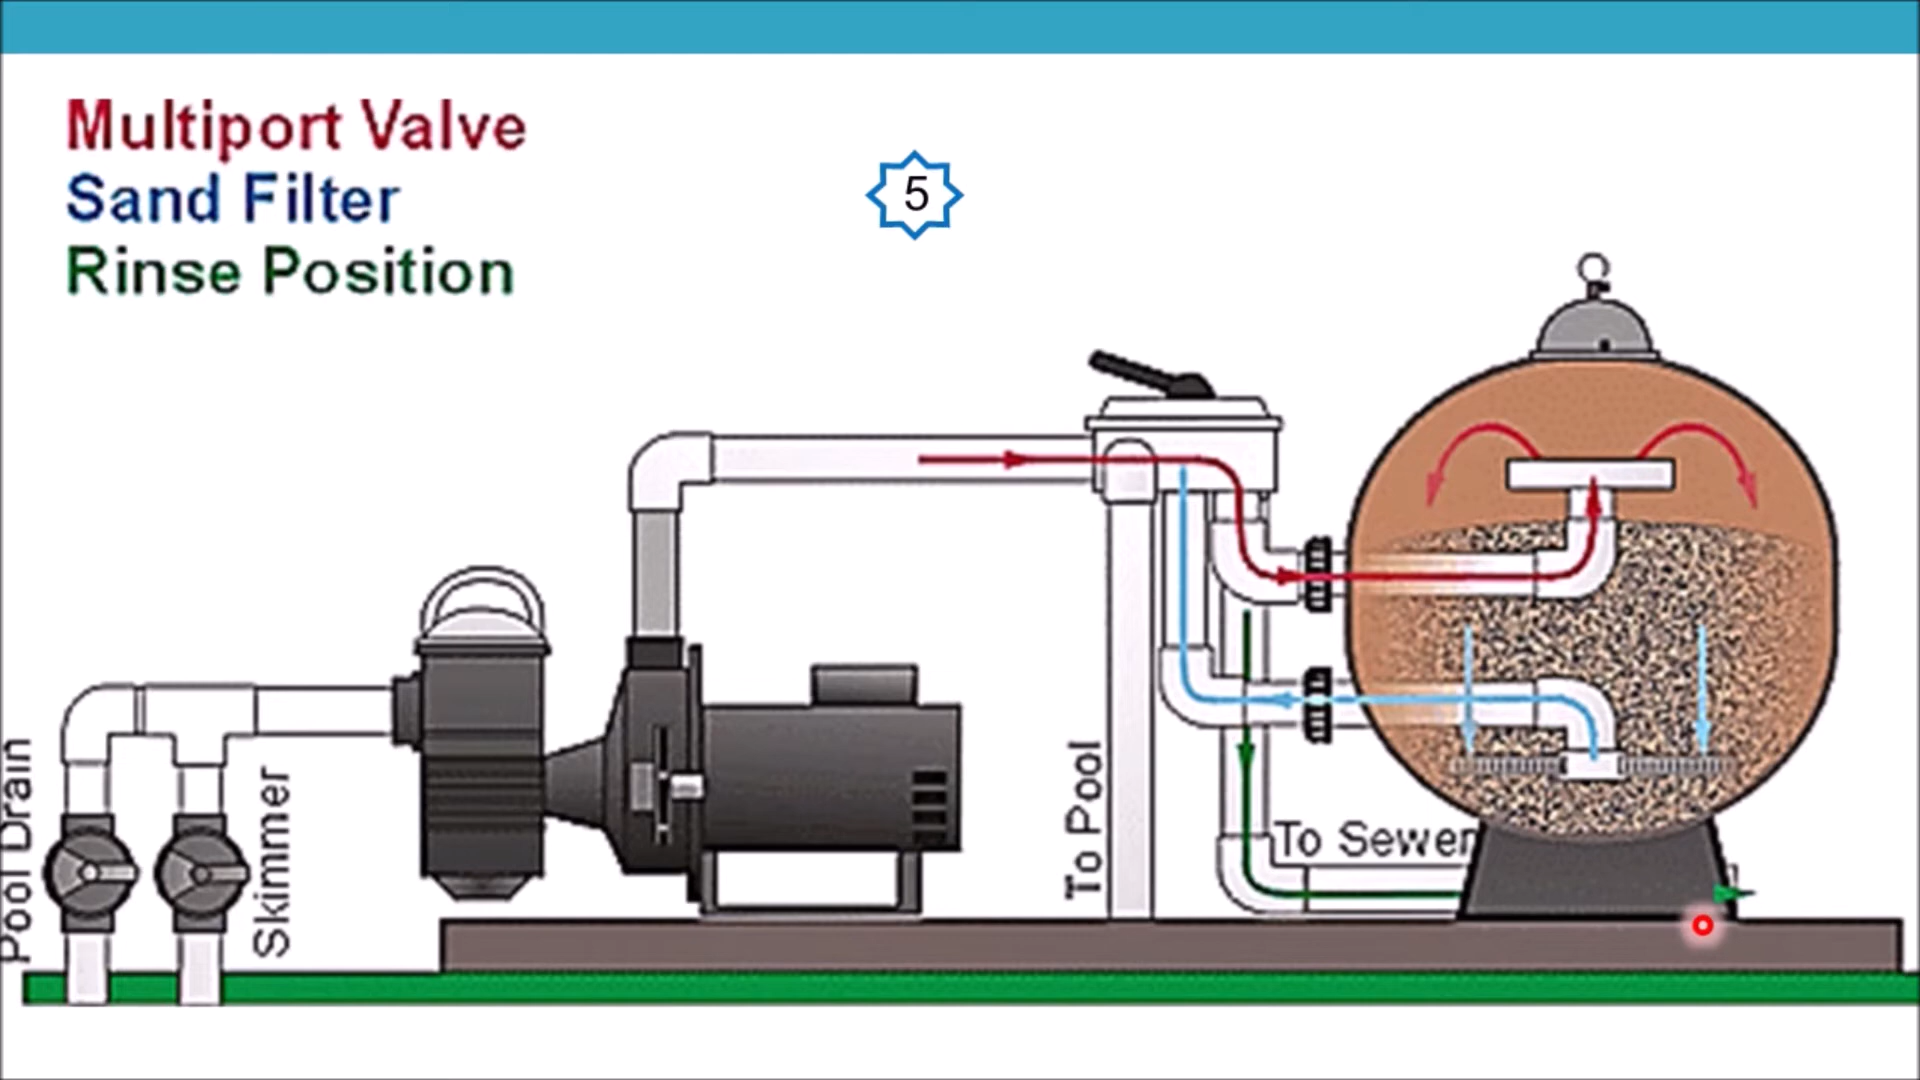 Multiport Valve
Sand Filter
Rinse Position
5
Pool Drain
Skimmer
To Pool
To Sewer